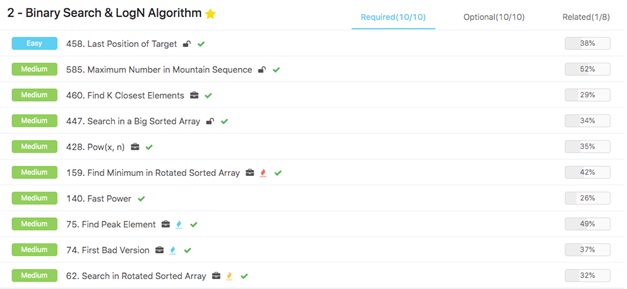 2 - Binary Search & LogN Algorithm
Required(10/10) Optional(10/10) Related(1/8)
Easy 458. Last Position of Target 38%
Medium 585. Maximum Number in Mountain Sequence 52%
Medium 460. Find K Closest Elements 29%
Medium 447. Search in a Big Sorted Array 34%
Medium 428. Pow(x, n) 35%
Medium 159. Find Minimum in Rotated Sorted Array 42%
Medium 140. Fast Power 26%
Medium 75. Find Peak Element 49%
Medium 74. First Bad Version 37%
Medium 62. Search in Rotated Sorted Array 32%